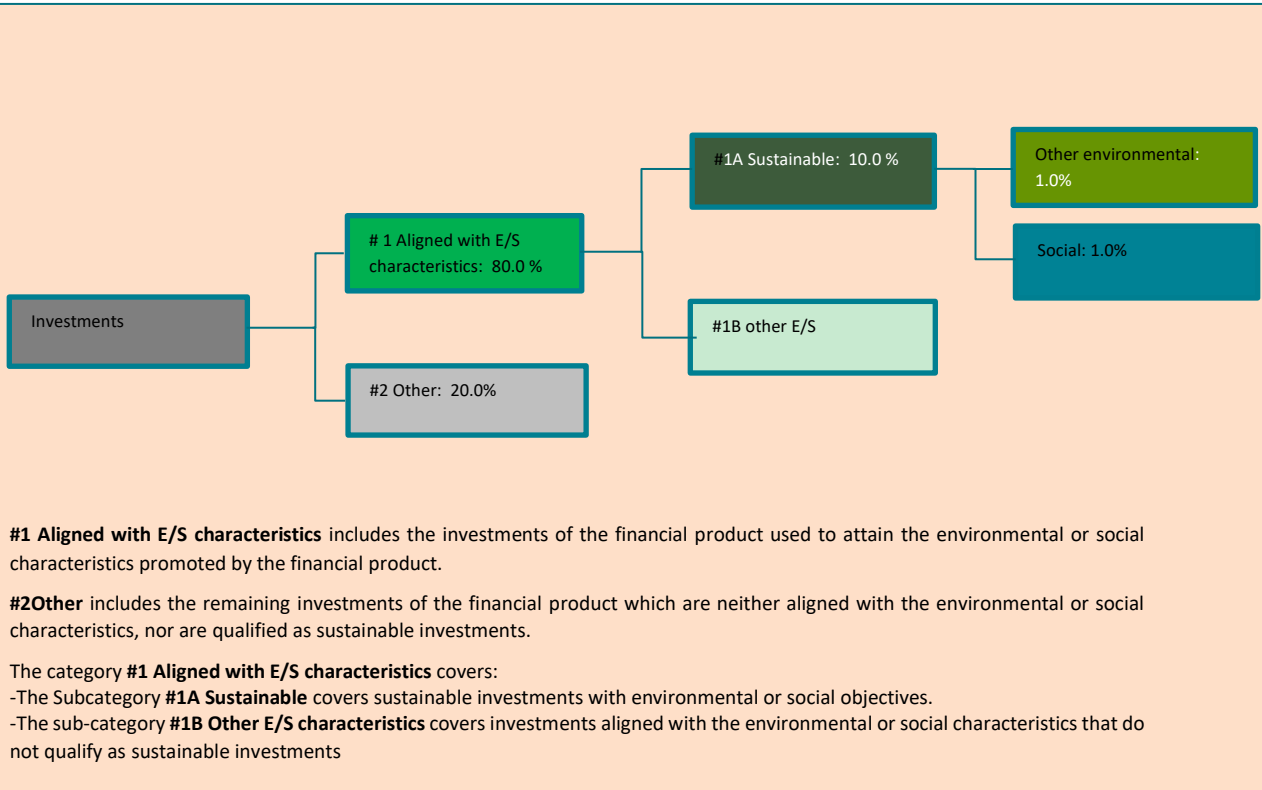 #1A Sustainable: 10.0 %
Other environmental:
1.0%
# 1 Aligned with E/S
characteristics: 80.0 %
Social: 1.0%
Investments
#1B other E/S
#2 Other: 20.0%
#1 Aligned with E/S characteristics includes the investments of the financial product used to attain the environmental or social
characteristics promoted by the financial product.
#2Other includes the remaining investments of the financial product which are neither aligned with the environmental or social
characteristics, nor are qualified as sustainable investments.
The category #1 Aligned with E/S characteristics covers:
-The Subcategory #1A Sustainable covers sustainable investments with environmental or social objectives.
-The sub-category #1B Other E/S characteristics covers investments aligned with the environmental or social characteristics that do
not qualify as sustainable investments